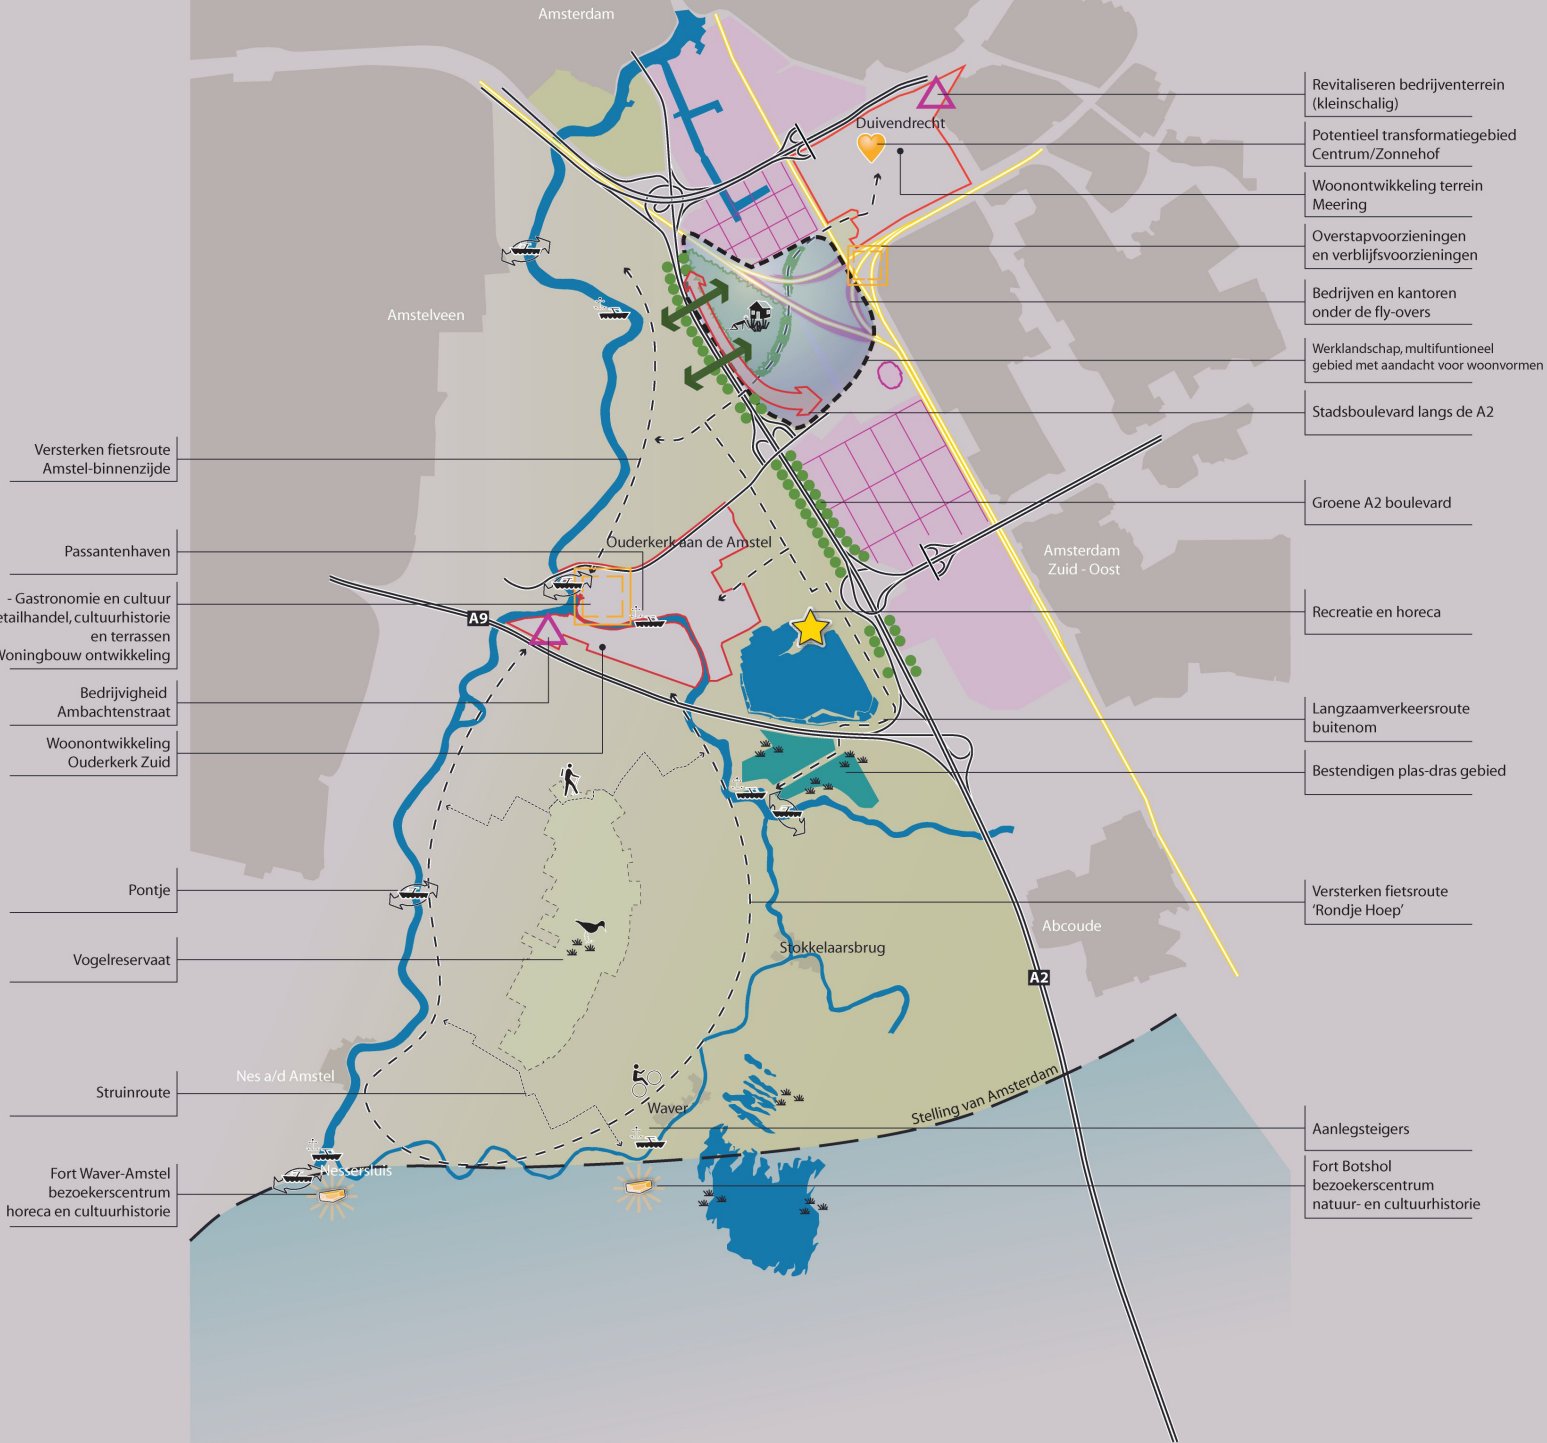 Amsterdam
Duivendrecht
Amstelveen
Ouderkerk aan de Amstel
Amsterdam
Zuid - Oost
A9
Stokkelaarsbrug
Abcoude
A2
Nes a/d Amstel
Waver
Stelling van Amsterdam
Nessersluis
Versterken fietsroute
Amstel-binnenzijde
Passantenhaven
- Gastronomie en cultuur
etailhandel, cultuurhistorie
en terrassen
Woningbouw ontwikkeling
Bedrijvigheid
Ambachtenstraat
Woonontwikkeling
Ouderkerk Zuid
Pontje
Vogelreservaat
Struinroute
Fort Waver-Amstel
bezoekerscentrum
horeca en cultuurhistorie
Revitaliseren bedrijventerrein
(kleinschalig)
Potentieel transformatiegebied
Centrum/Zonnehof
Woonontwikkeling terrein
Meering
Overstapvoorzieningen
en verblijfsvoorzieningen
Bedrijven en kantoren
onder de fly-overs
Werklandschap, multifuntioneel
gebied met aandacht voor woonvormen
Stadsboulevard langs de A2
Groene A2 boulevard
Recreatie en horeca
Langzaamverkeersroute
buitenom
Bestendigen plas-dras gebied
Versterken fietsroute
‘Rondje Hoep’
Aanlegsteigers
Fort Botshol
bezoekerscentrum
natuur- en cultuurhistorie